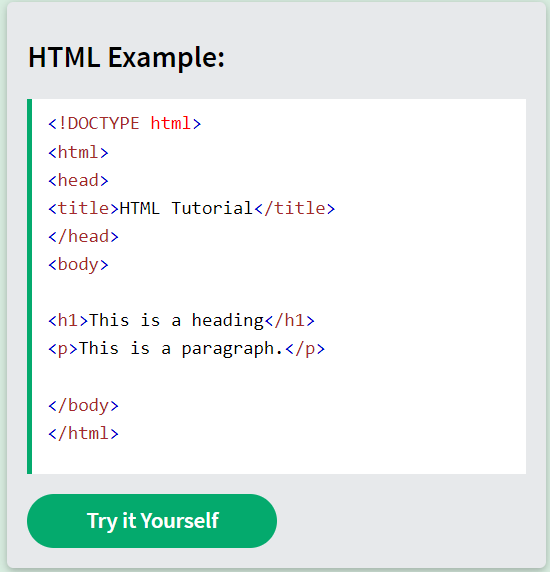 HTML Example:
<!DOCTYPE html>
<html>
<head>
<title>HTML Tutorial</title>
</head>
<body>
<h1>This is a heading</h1>
<p>This is a paragraph.</p>
</body>
</html>
Try it Yourself